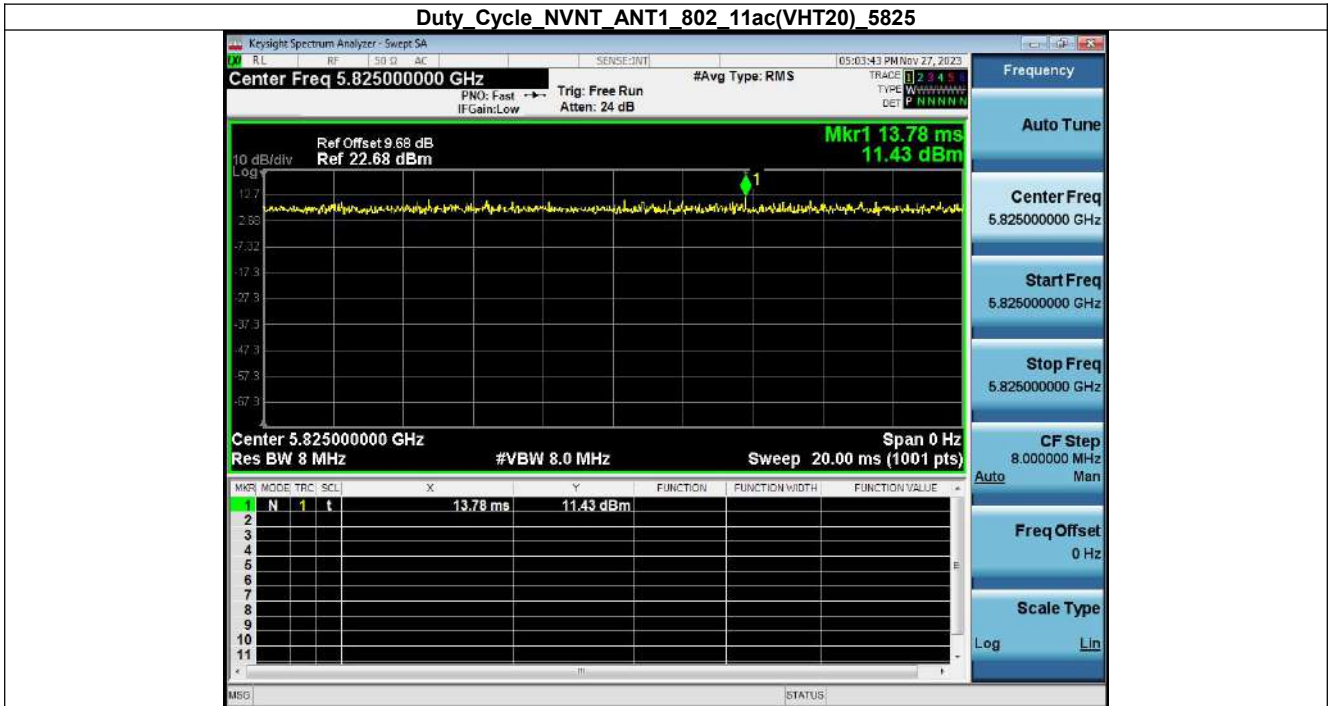 Duty_Cycle_NVNT_ANT1_802_11ac(VHT20)_5825
Keysight Spectrum Analyzer - Swept SA
RL RF 50 Ω AC SENSE:INT 05:03:43 PM Nov 27, 2023
Center Freq 5.825000000 GHz
#Avg Type: RMS
TRACE 1 2 3 4 5 6
PNO: Fast Trig: Free Run
TYPE W
IFGain:Low Atten: 24 dB
DET P N N N N N
Mkr1 13.78 ms
11.43 dBm
Ref Offset 9.68 dB
10 dB/div Ref 22.68 dBm
Log
1
12.7
2.68
-7.32
-17.3
-27.3
-37.3
-47.3
-57.3
-67.3
Center 5.825000000 GHz Span 0 Hz
Res BW 8 MHz #VBW 8.0 MHz Sweep 20.00 ms (1001 pts)
MKR MODE TRC SCL X Y FUNCTION FUNCTION WIDTH FUNCTION VALUE
1 N 1 t 13.78 ms 11.43 dBm
2
3
4
5
6
7
8
9
10
11
MSG STATUS
Frequency
Auto Tune
Center Freq
5.825000000 GHz
Start Freq
5.825000000 GHz
Stop Freq
5.825000000 GHz
CF Step
8.000000 MHz
Auto Man
Freq Offset
0 Hz
Scale Type
Log Lin